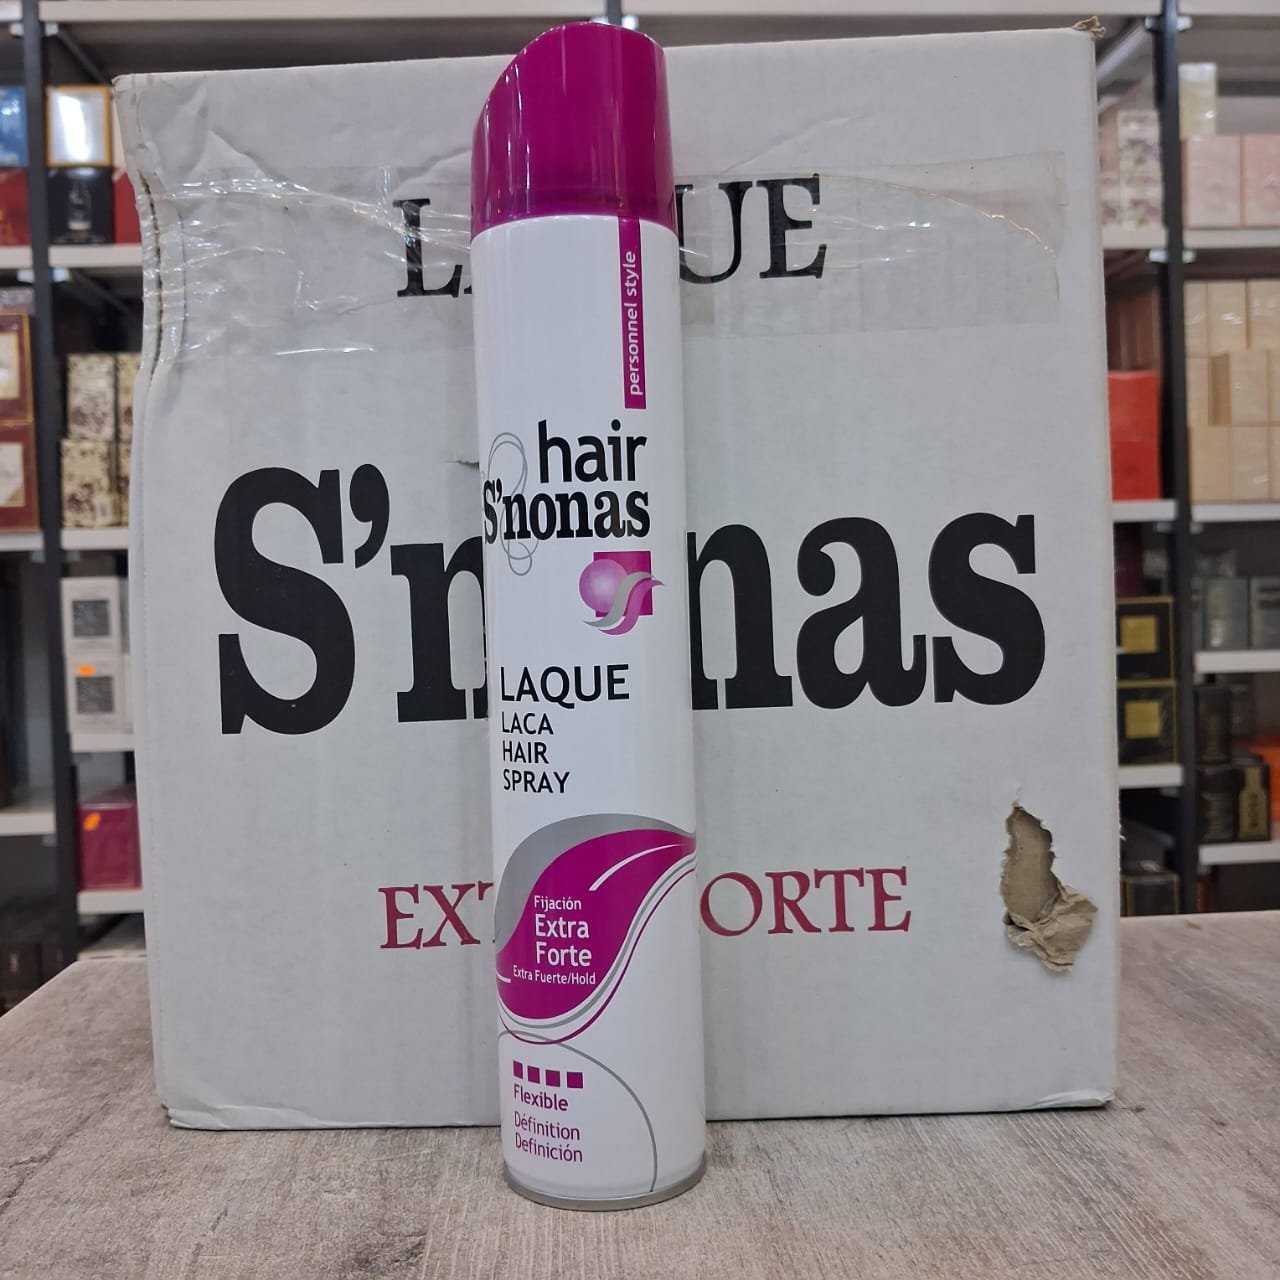 L UE
S'n nas
EXT ORTE
personnel style
hair
S'nonas
LAQUE
LACA
HAIR
SPRAY
Fijación
Extra
Forte
Extra Fuerte/Hold
Flexible
Définition
Definición